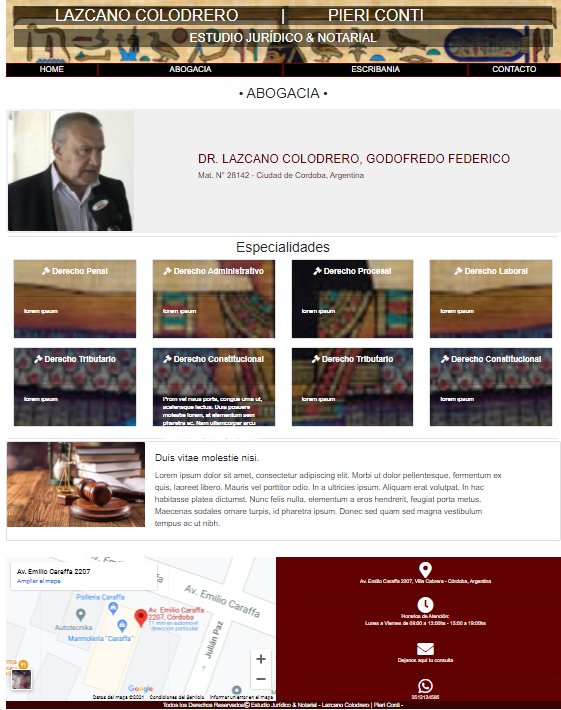 LAZCANO COLODRERO | PIERI CONTI
ESTUDIO JURÍDICO & NOTARIAL
HOME ABOGACIA ESCRIBANIA CONTACTO
• ABOGACIA •
DR. LAZCANO COLODRERO, GODOFREDO FEDERICO
Mat. N° 28142 - Ciudad de Cordoba, Argentina
Especialidades
Derecho Penal
lorem ipsum
Derecho Administrativo
lorem ipsum
Derecho Procesal
lorem ipsum
Derecho Laboral
lorem ipsum
Derecho Tributario
lorem ipsum
Derecho Constitucional
Proin vel risus porta, congue urna ut,
scelerisque lectus. Duis posuere
molestie lorem, at elementum sem
pharetra ac. Nam ullamcorper arcu
Derecho Tributario
lorem ipsum
Derecho Constitucional
lorem ipsum
Duis vitae molestie nisi.
Lorem ipsum dolor sit amet, consectetur adipiscing elit. Morbi ut dolor pellentesque, fermentum ex
quis, laoreet libero. Mauris vel porttitor odio. In a ultricies ipsum. Aliquam erat volutpat. In hac
habitasse platea dictumst. Nunc felis nulla, elementum a eros hendrerit, feugiat porta metus.
Maecenas sodales ornare turpis, id pharetra ipsum. Donec sed quam sed magna vestibulum
tempus ac ut nibh.
Av. Emilio Caraffa 2207
Ampliar el mapa
Av. Emilio Caraffa
Polleria Caraffa
Autotecnica
Marmolería "Caraffa"
Av. Emilio Caraffa
2207, Córdoba
17 min en automóvil
dirección particular
Julián Paz
Google
Datos del mapa ©2021 Condiciones del Servicio Informar un error en el mapa
Av. Emilio Caraffa 2207, Villa Cabrera - Córdoba, Argentina
Horarios de Atención:
Lunes a Viernes de 09:00 a 13:00hs - 15:00 a 19:00hs
Dejanos aquí tu consulta
3512134585
Todos los Derechos Reservados© Estudio Jurídico & Notarial - Lazcano Colodrero | Pieri Conti -